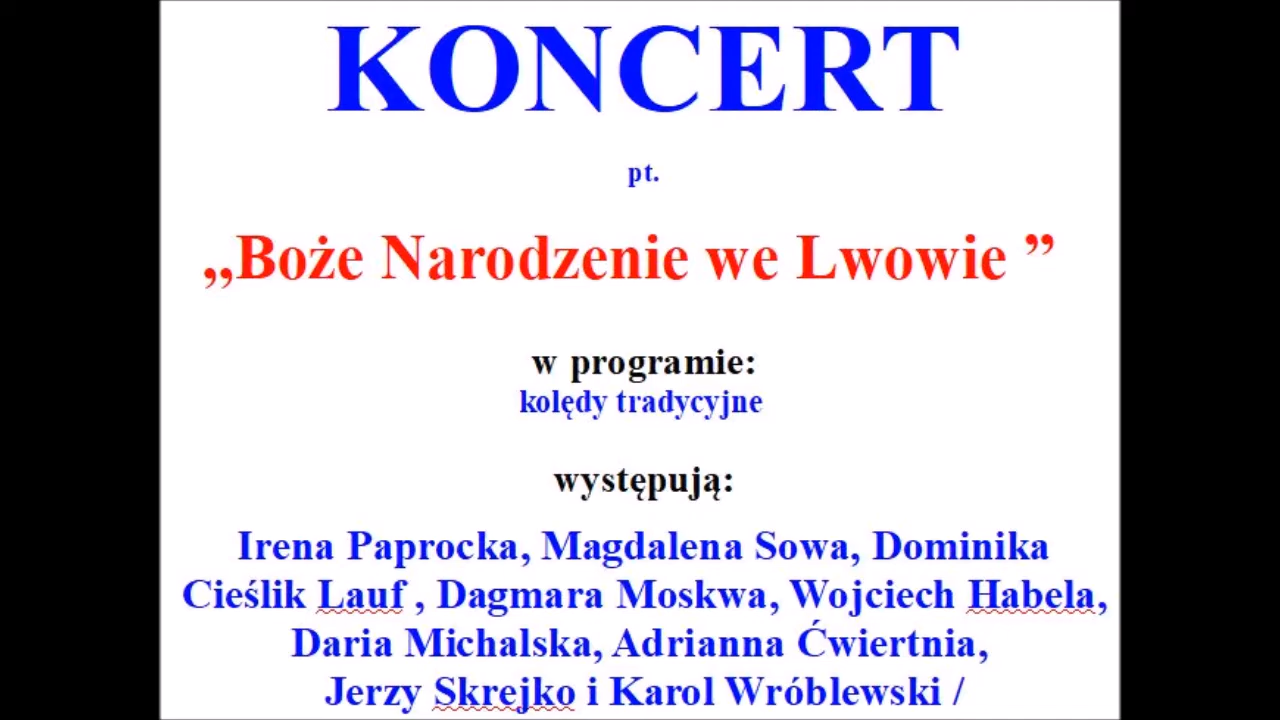 KONCERT
pt.
„Boże Narodzenie we Lwowie ”
w programie:
kolędy tradycyjne
występują:
Irena Paprocka, Magdalena Sowa, Dominika
Cieślik Lauf , Dagmara Moskwa, Wojciech Habela,
Daria Michalska, Adrianna Ćwiertnia,
Jerzy Skrejko i Karol Wróblewski /